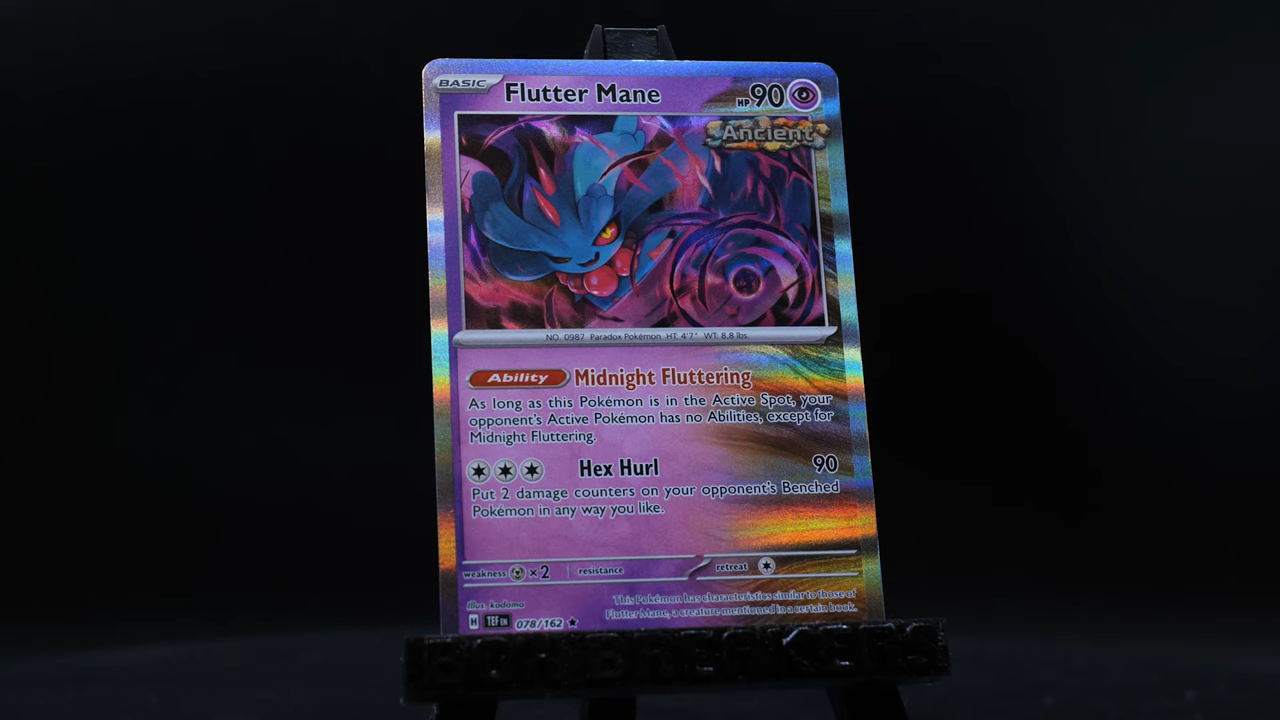 BASIC Flutter Mane HP 90
Ancient
NO. 0987 Paradox Pokémon HT: 4'7" WT: 8.8 lbs.
Ability Midnight Fluttering
As long as this Pokémon is in the Active Spot, your
opponent's Active Pokémon has no Abilities, except for
Midnight Fluttering.
Hex Hurl 90
Put 2 damage counters on your opponent's Benched
Pokémon in any way you like.
weakness ×2 resistance retreat
Illus. kodama
This Pokémon has characteristics similar to those of
Flutter Mane, a creature mentioned in a certain book.
H TEF EN 078/162